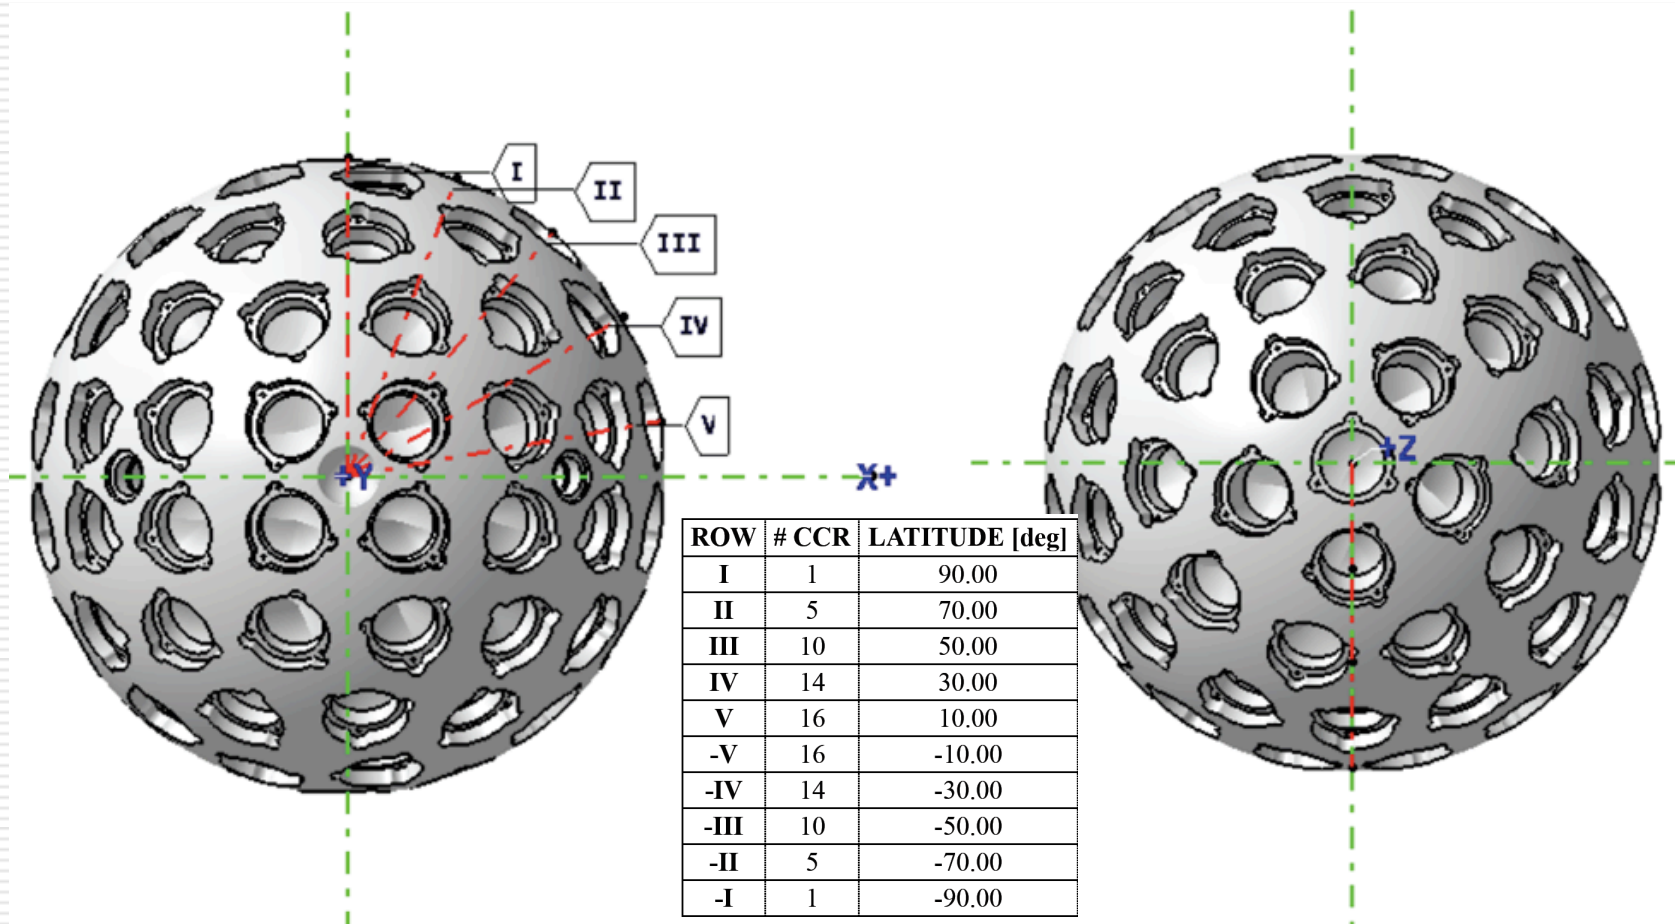 I
II
III
IV
V
+Y
X+
+Z
ROW # CCR LATITUDE [deg]
I 1 90.00
II 5 70.00
III 10 50.00
IV 14 30.00
V 16 10.00
-V 16 -10.00
-IV 14 -30.00
-III 10 -50.00
-II 5 -70.00
-I 1 -90.00